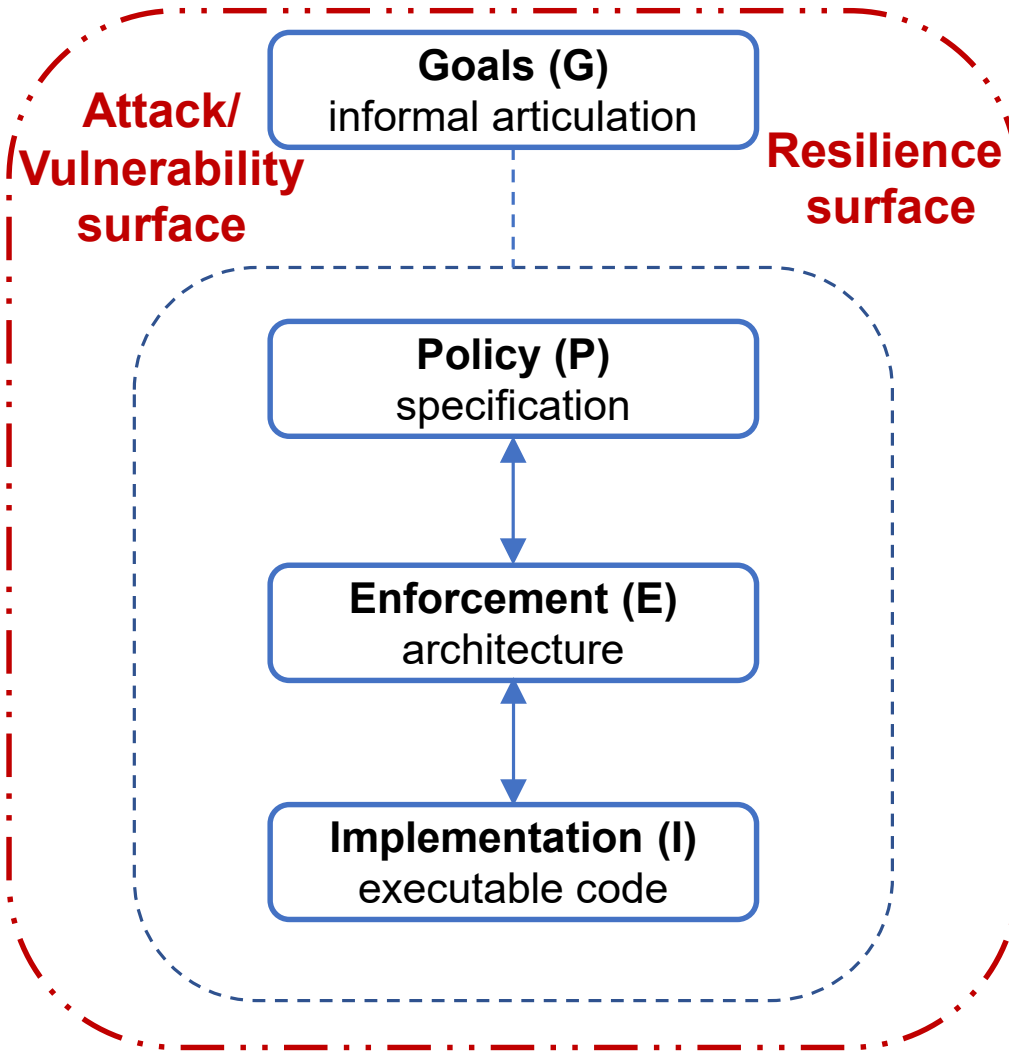 Goals (G)
informal articulation
Attack/
Vulnerability
surface
Resilience
surface
Policy (P)
specification
Enforcement (E)
architecture
Implementation (I)
executable code